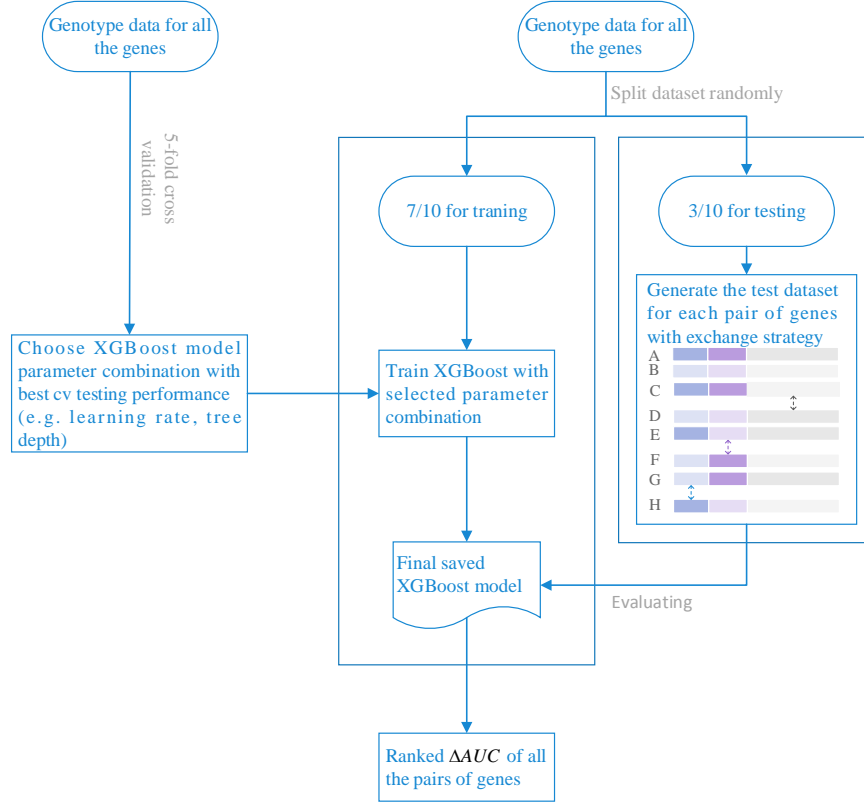 Genotype data for all
the genes
Genotype data for all
the genes
Split dataset randomly
5-fold cross
validation
7/10 for traning
3/10 for testing
Generate the test dataset
for each pair of genes
with exchange strategy
A
B
C
D
E
F
G
H
Choose XGBoost model
parameter combination with
best cv testing performance
(e.g. learning rate, tree
depth)
Train XGBoost with
selected parameter
combination
Final saved
XGBoost model
Evaluating
Ranked ΔAUC of all
the pairs of genes